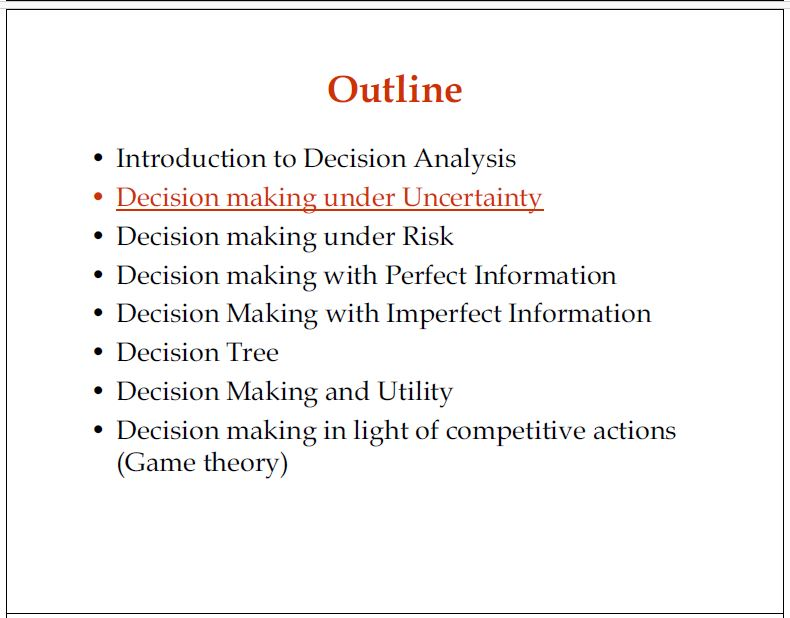 Outline
• Introduction to Decision Analysis
• Decision making under Uncertainty
• Decision making under Risk
• Decision making with Perfect Information
• Decision Making with Imperfect Information
• Decision Tree
• Decision Making and Utility
• Decision making in light of competitive actions
(Game theory)